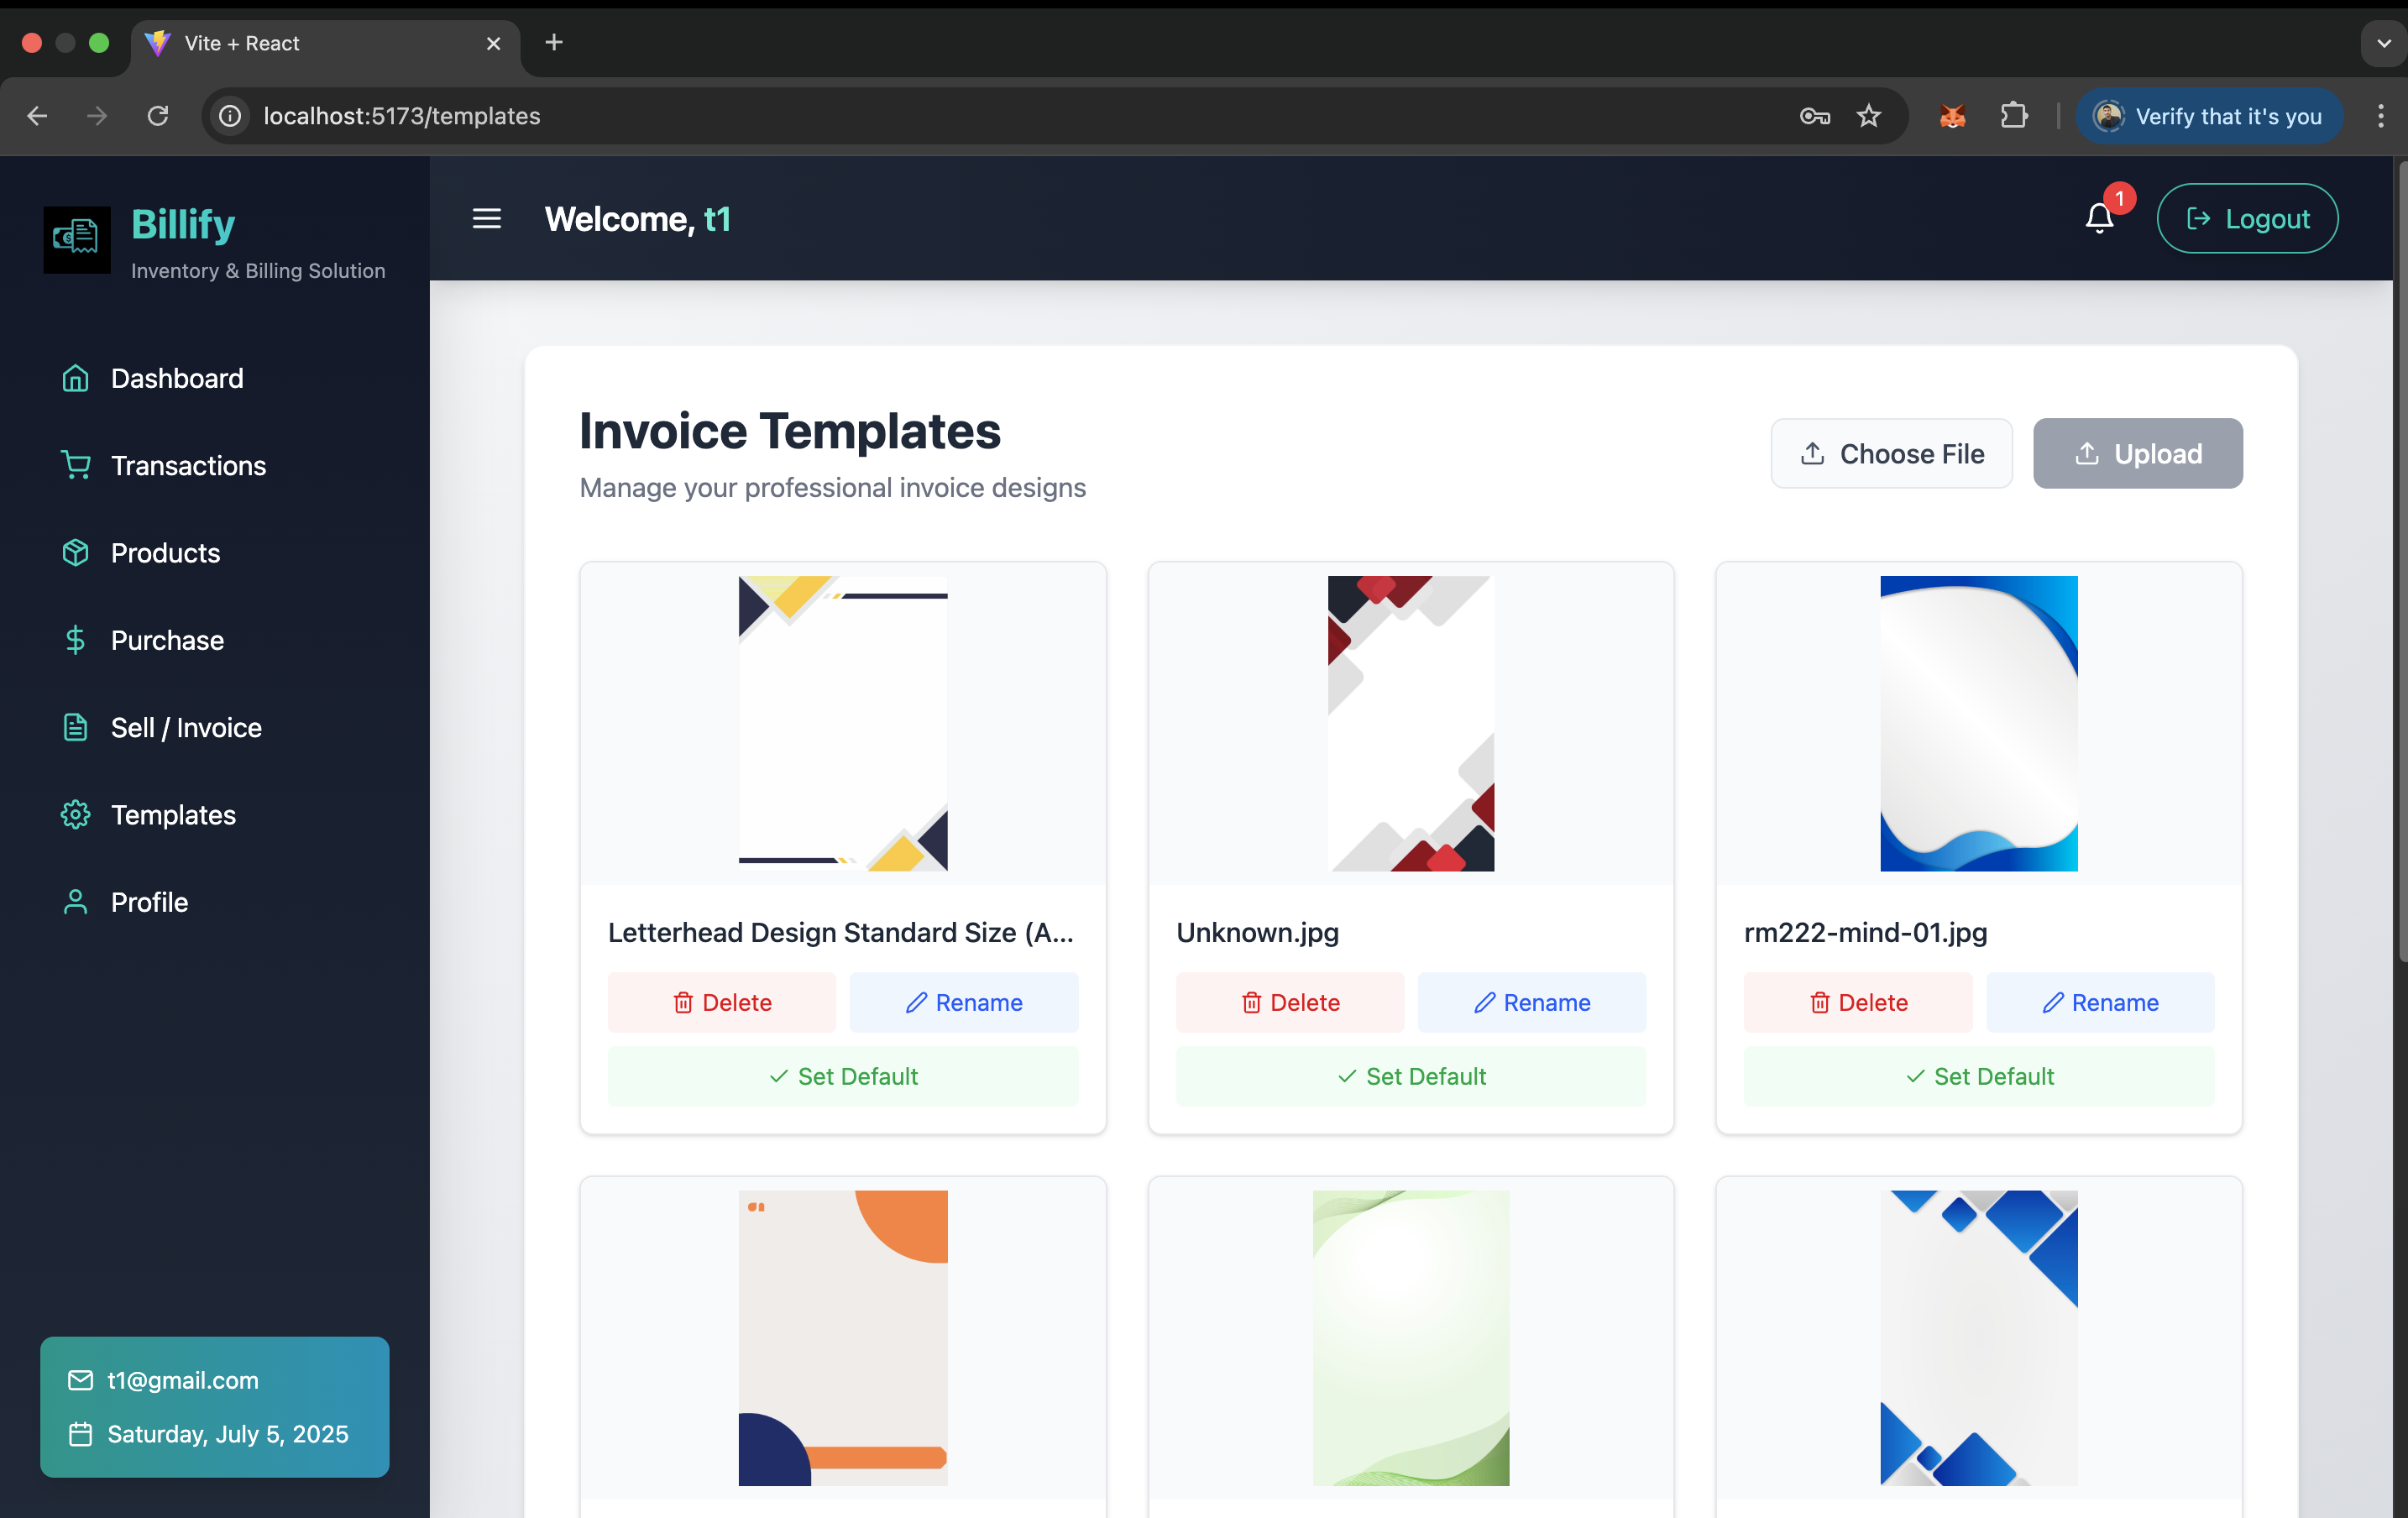 Vite + React
localhost:5173/templates
Verify that it's you
Billify
Inventory & Billing Solution
Welcome, t1
1
Logout
Dashboard
Transactions
Products
Purchase
Sell / Invoice
Templates
Profile
t1@gmail.com
Saturday, July 5, 2025
Invoice Templates
Manage your professional invoice designs
Choose File
Upload
Letterhead Design Standard Size (A...
Delete
Rename
Set Default
Unknown.jpg
Delete
Rename
Set Default
rm222-mind-01.jpg
Delete
Rename
Set Default